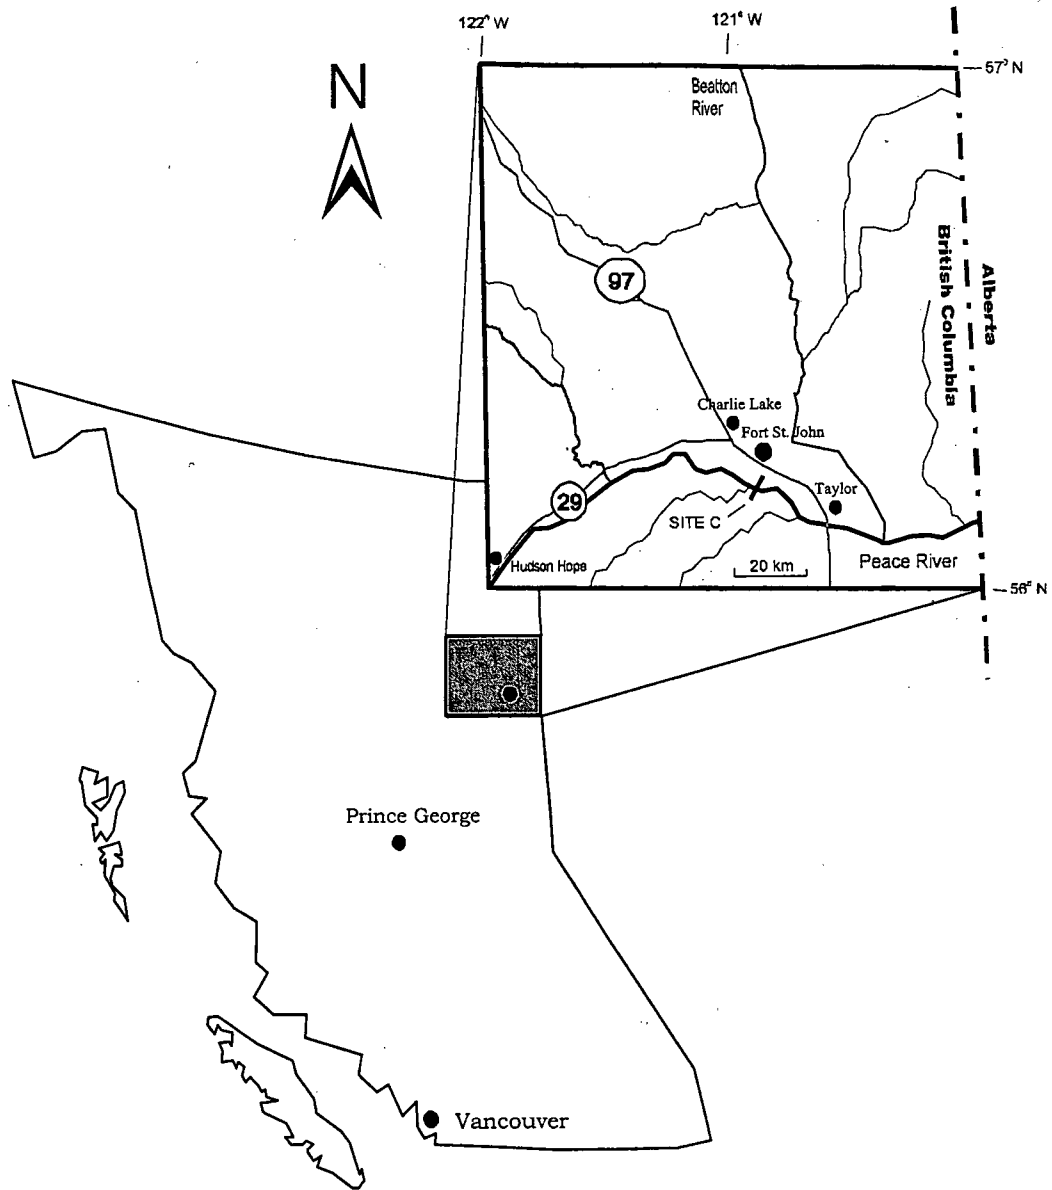 122° W
121° W
57° N
N
Beatton
River
97
British Columbia
Alberta
Charlie Lake
Fort St. John
29
Taylor
SITE C
20 km
Peace River
Hudson Hope
56° N
Prince George
Vancouver